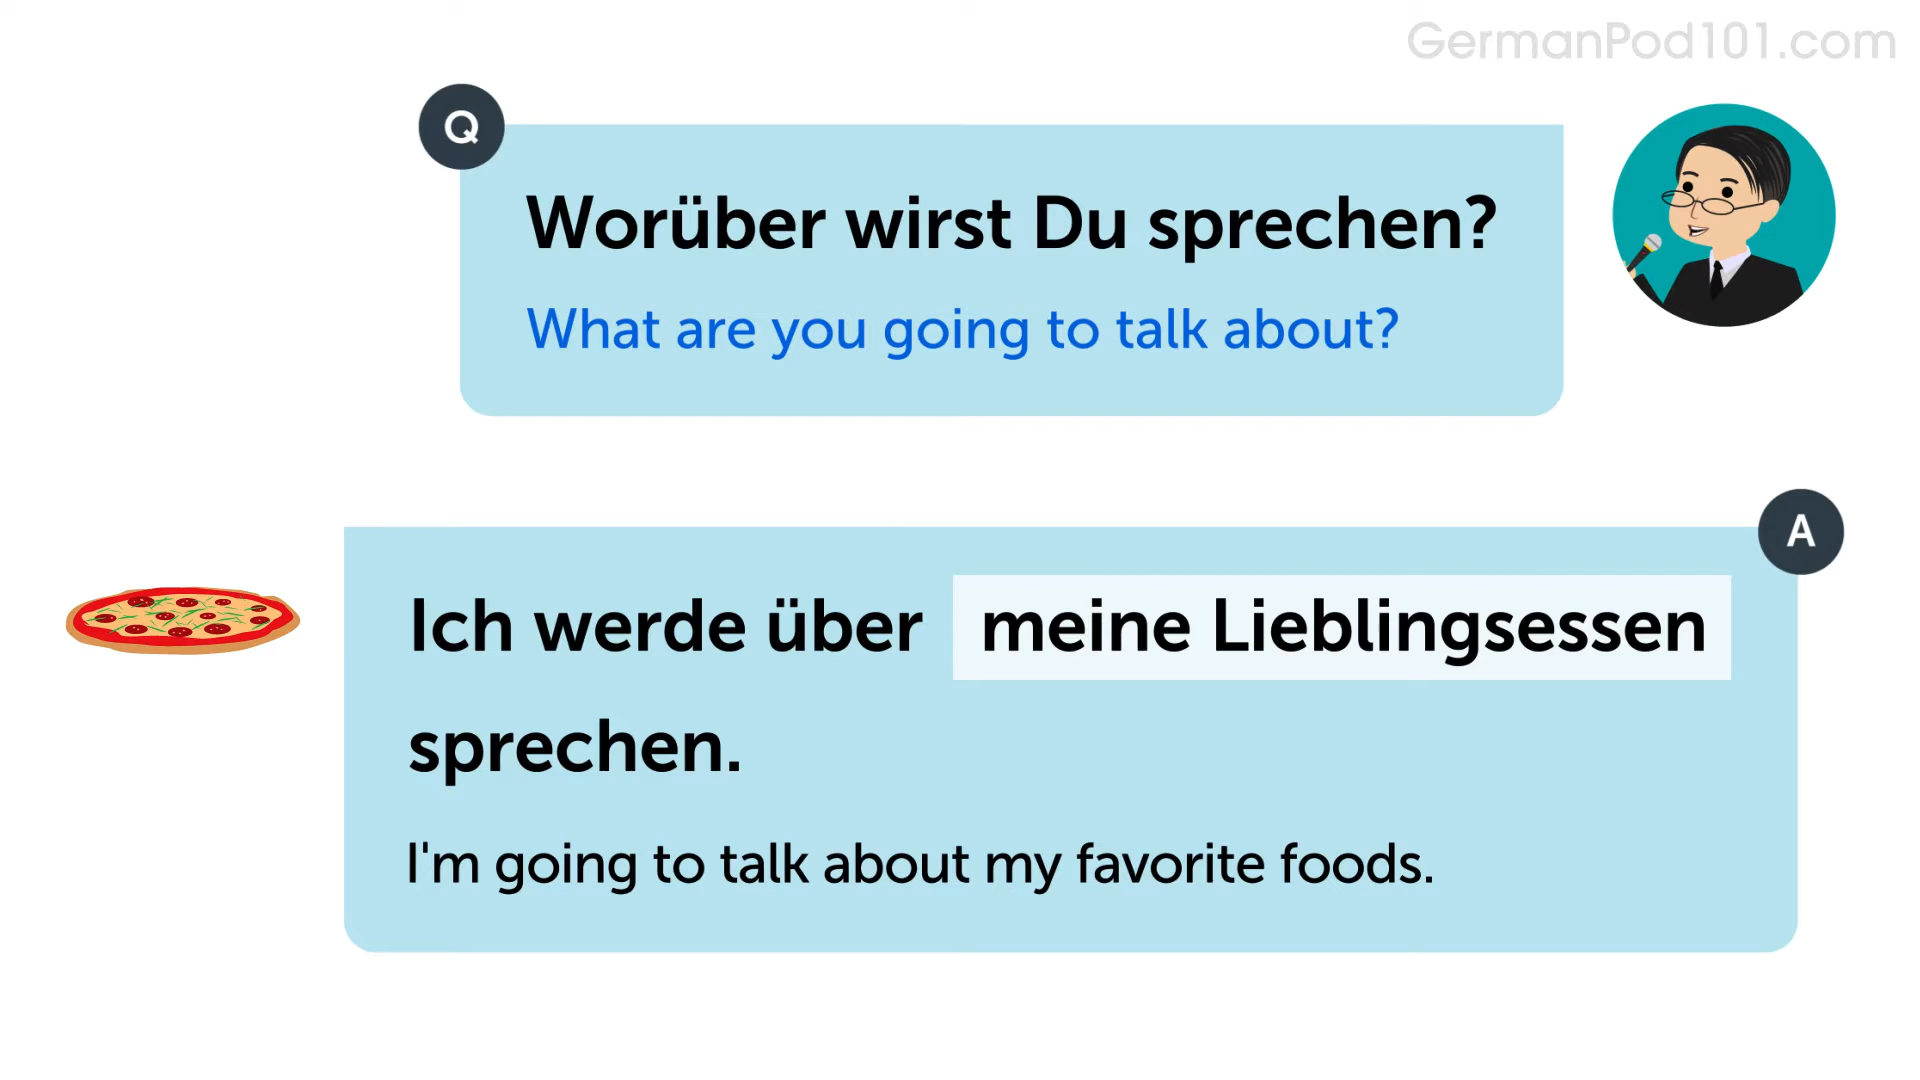 GermanPod101.com
Q
Worüber wirst Du sprechen?
What are you going to talk about?
A
Ich werde über meine Lieblingsessen
sprechen.
I'm going to talk about my favorite foods.